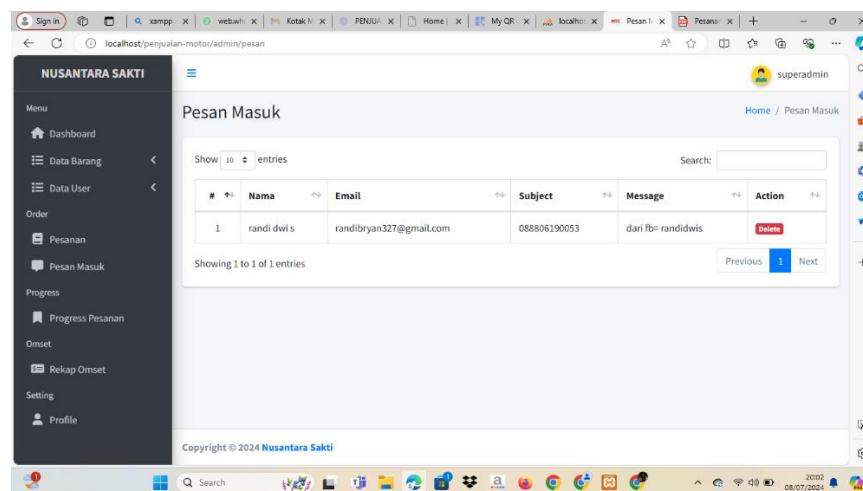 Sign in
xampp
web.wh
Kotak M
PENJUA
Home |
My QR
localho:
Pesan
Pesana
localhost/penjualan-motor/admin/pesan
NUSANTARA SAKTI
superadmin
Menu
Dashboard
Data Barang
Data User
Order
Pesanan
Pesan Masuk
Progress
Progress Pesanan
Omset
Rekap Omset
Setting
Profile
Pesan Masuk
Home / Pesan Masuk
Show 10 entries
Search:
# Nama Email Subject Message Action
1 randi dwi s randibryan327@gmail.com 088806190053 dari fb= randidwis Delete
Showing 1 to 1 of 1 entries
Previous 1 Next
Copyright © 2024 Nusantara Sakti
Search
20:02
08/07/2024